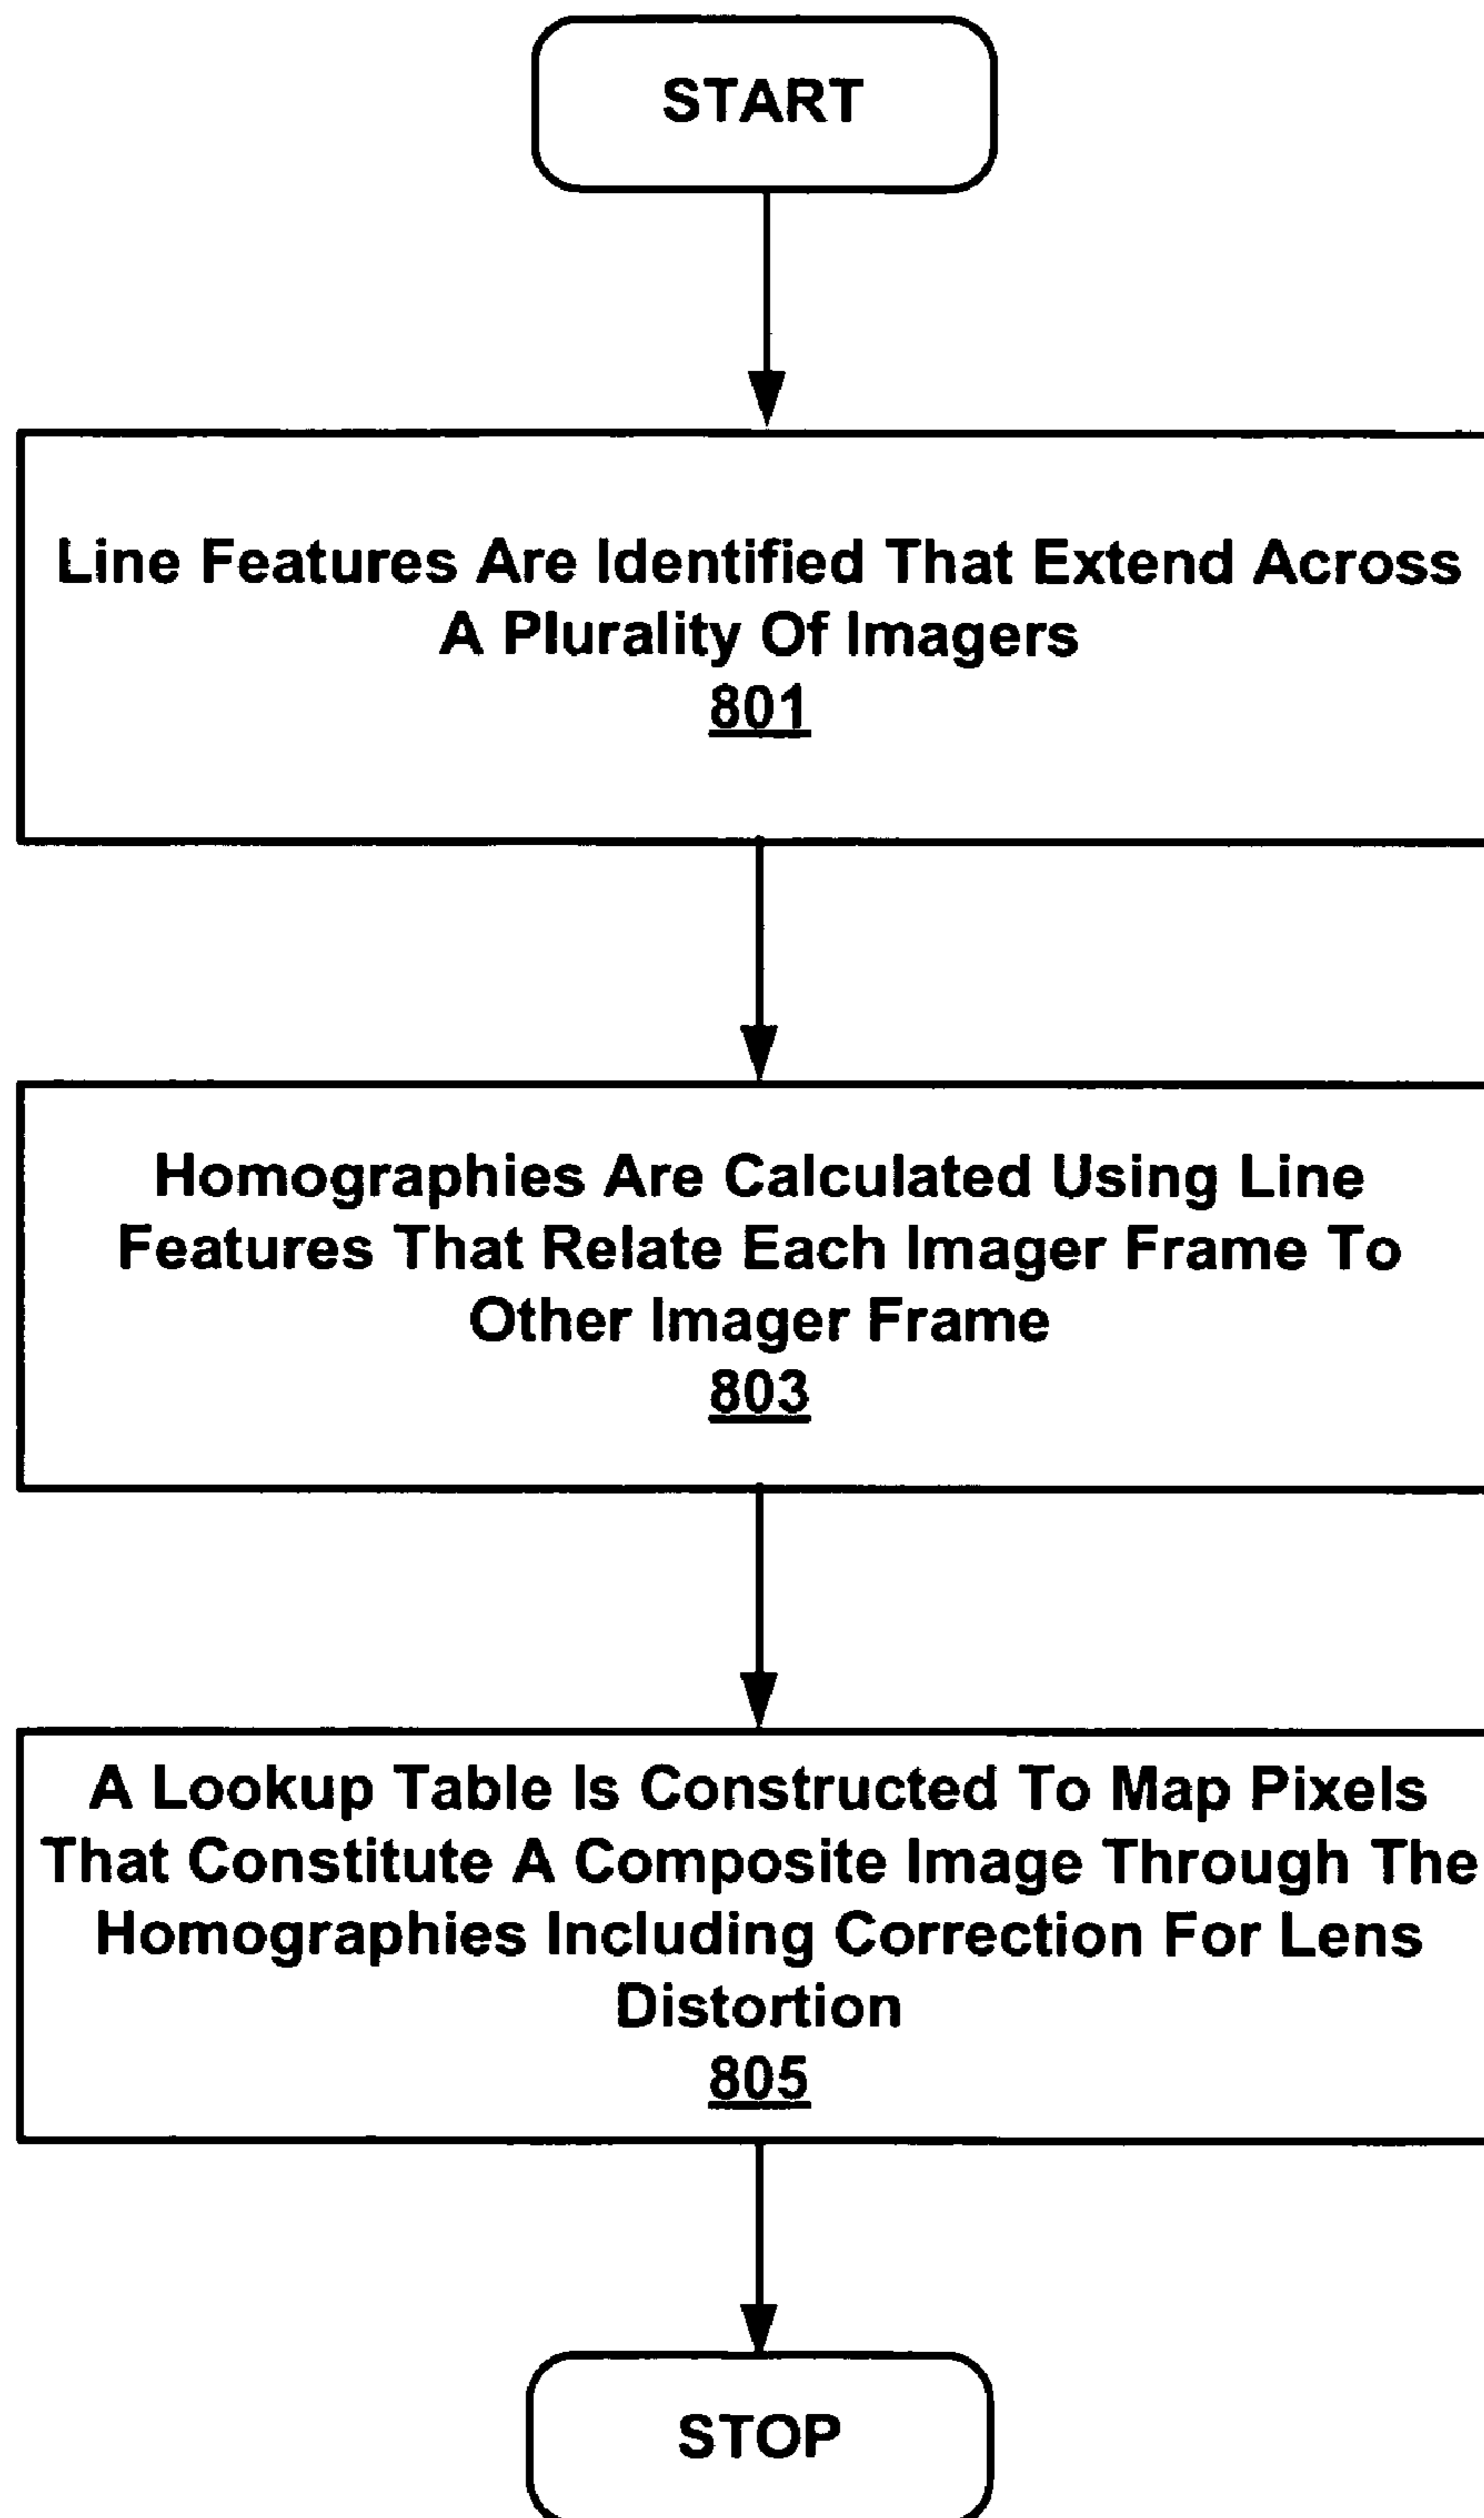 START
Line Features Are Identified That Extend Across
A Plurality Of Imagers
801
Homographies Are Calculated Using Line
Features That Relate Each Imager Frame To
Other Imager Frame
803
A Lookup Table Is Constructed To Map Pixels
That Constitute A Composite Image Through The
Homographies Including Correction For Lens
Distortion
805
STOP